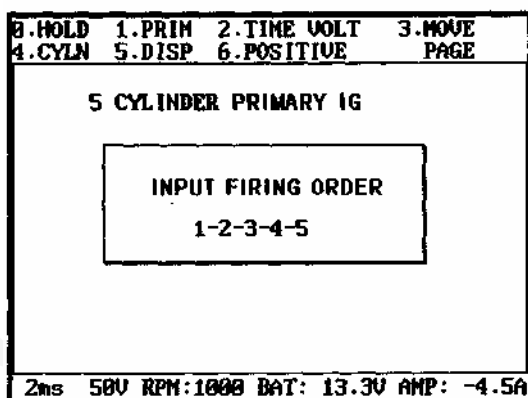 0.HOLD 1.PRIM 2.TIME VOLT 3.MOVE
4.CYLN 5.DISP 6.POSITIVE PAGE
5 CYLINDER PRIMARY IG
INPUT FIRING ORDER
1-2-3-4-5
2ms 50V RPM:1000 BAT: 13.3V AMP: -4.5A